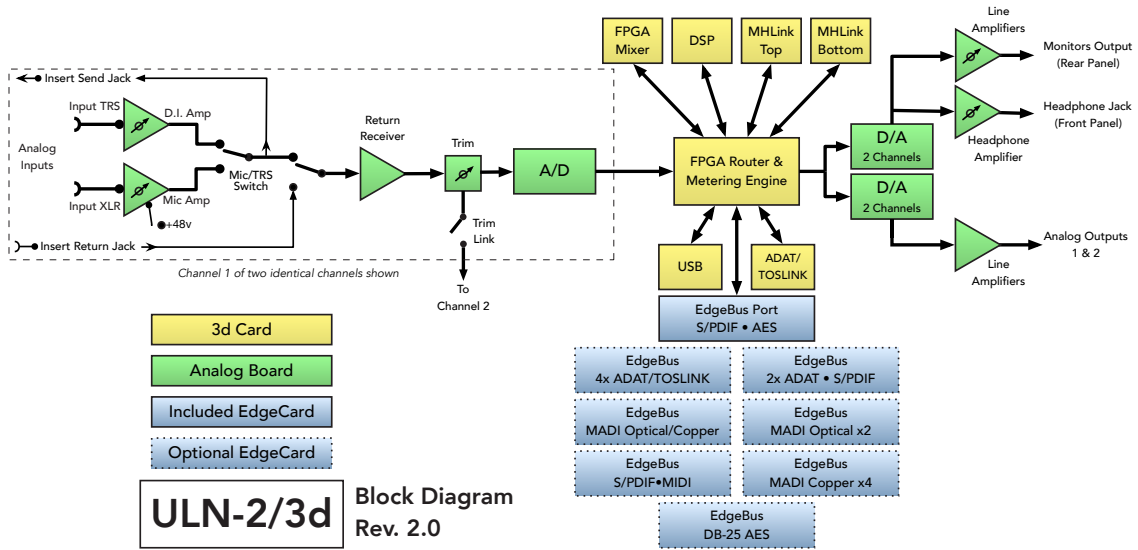 FPGA
Mixer
DSP
MHLink
Top
MHLink
Bottom
Line
Amplifiers
Monitors Output
(Rear Panel)
Insert Send Jack
Input TRS
D.I. Amp
Analog
Inputs
Mic/TRS
Switch
Input XLR
Mic Amp
+48v
Insert Return Jack
Return
Receiver
Trim
A/D
Trim
Link
To
Channel 2
Channel 1 of two identical channels shown
FPGA Router &
Metering Engine
D/A
2 Channels
D/A
2 Channels
Headphone Jack
(Front Panel)
Headphone
Amplifier
Analog Outputs
1 & 2
Line
Amplifiers
USB
ADAT/
TOSLINK
EdgeBus Port
S/PDIF • AES
EdgeBus
4x ADAT/TOSLINK
EdgeBus
2x ADAT • S/PDIF
EdgeBus
MADI Optical/Copper
EdgeBus
MADI Optical x2
EdgeBus
S/PDIF•MIDI
EdgeBus
MADI Copper x4
EdgeBus
DB-25 AES
3d Card
Analog Board
Included EdgeCard
Optional EdgeCard
ULN-2/3d
Block Diagram
Rev. 2.0